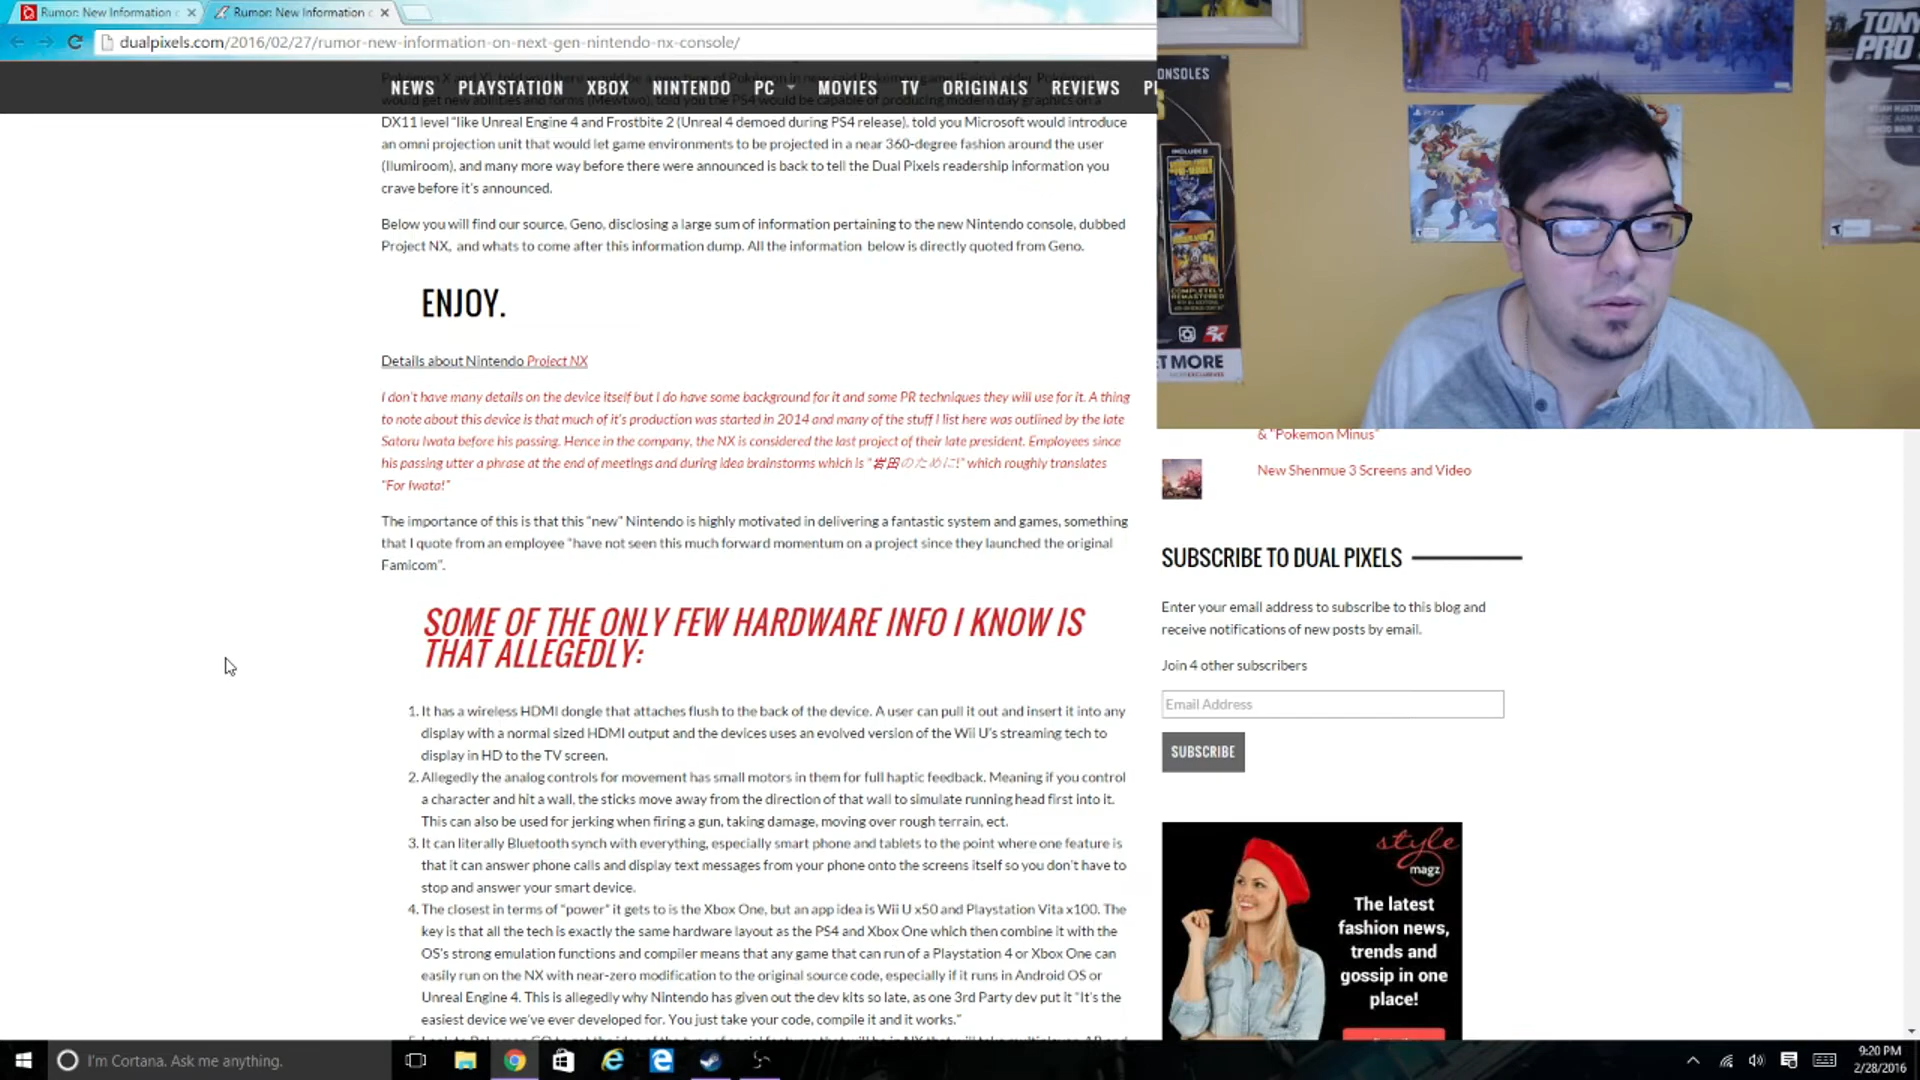 Rumor: New Information
Rumor: New Information
dualpixels.com/2016/02/27/rumor-new-information-on-next-gen-nintendo-nx-console/
NEWS PLAYSTATION XBOX NINTENDO PC MOVIES TV ORIGINALS REVIEWS
would get new abilities and forms (Mewtwo), told you the PS4 would be capable of producing modern day graphics on a
DX11 level "like Unreal Engine 4 and Frostbite 2 (Unreal 4 demoed during PS4 release), told you Microsoft would introduce
an omni projection unit that would let game environments to be projected in a near 360-degree fashion around the user
(Ilumiroom), and many more way before there were announced is back to tell the Dual Pixels readership information you
crave before it's announced.
Below you will find our source, Geno, disclosing a large sum of information pertaining to the new Nintendo console, dubbed
Project NX, and whats to come after this information dump. All the information below is directly quoted from Geno.
ENJOY.
Details about Nintendo Project NX
I don't have many details on the device itself but I do have some background for it and some PR techniques they will use for it. A thing
to note about this device is that much of it's production was started in 2014 and many of the stuff I list here was outlined by the late
Satoru Iwata before his passing. Hence in the company, the NX is considered the last project of their late president. Employees since
his passing utter a phrase at the end of meetings and during idea brainstorms which is "岩田のために!" which roughly translates
"For Iwata!"
The importance of this is that this "new" Nintendo is highly motivated in delivering a fantastic system and games, something
that I quote from an employee "have not seen this much forward momentum on a project since they launched the original
Famicom".
SOME OF THE ONLY FEW HARDWARE INFO I KNOW IS
THAT ALLEGEDLY:
1. It has a wireless HDMI dongle that attaches flush to the back of the device. A user can pull it out and insert it into any
display with a normal sized HDMI output and the devices uses an evolved version of the Wii U's streaming tech to
display in HD to the TV screen.
2. Allegedly the analog controls for movement has small motors in them for full haptic feedback. Meaning if you control
a character and hit a wall, the sticks move away from the direction of that wall to simulate running head first into it.
This can also be used for jerking when firing a gun, taking damage, moving over rough terrain, ect.
3. It can literally Bluetooth synch with everything, especially smart phone and tablets to the point where one feature is
that it can answer phone calls and display text messages from your phone onto the screens itself so you don't have to
stop and answer your smart device.
4. The closest in terms of "power" it gets to is the Xbox One, but an app idea is Wii U x50 and Playstation Vita x100. The
key is that all the tech is exactly the same hardware layout as the PS4 and Xbox One which then combine it with the
OS's strong emulation functions and compiler means that any game that can run of a Playstation 4 or Xbox One can
easily run on the NX with near-zero modification to the original source code, especially if it runs in Android OS or
Unreal Engine 4. This is allegedly why Nintendo has given out the dev kits so late, as one 3rd Party dev put it "It's the
easiest device we've ever developed for. You just take your code, compile it and it works."
ONSOLES
INCLUDES
COMPLETELY
REMASTERED
2K
ET MORE
PS4
TONY
PRO
& "Pokemon Minus"
New Shenmue 3 Screens and Video
SUBSCRIBE TO DUAL PIXELS
Enter your email address to subscribe to this blog and
receive notifications of new posts by email.
Join 4 other subscribers
Email Address
SUBSCRIBE
style
magz
The latest
fashion news,
trends and
gossip in one
place!
I'm Cortana. Ask me anything.
9:20 PM
2/28/2016